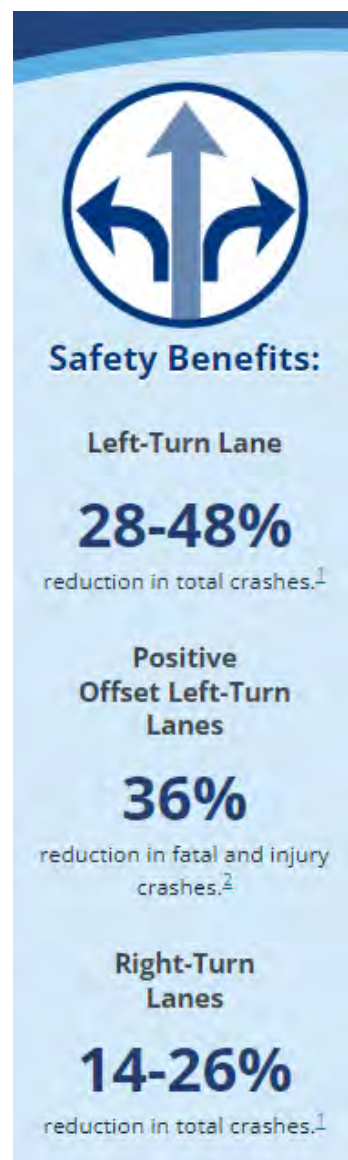 Safety Benefits:
Left-Turn Lane
28-48%
reduction in total crashes.1
Positive
Offset Left-Turn
Lanes
36%
reduction in fatal and injury
crashes.2
Right-Turn
Lanes
14-26%
reduction in total crashes.1